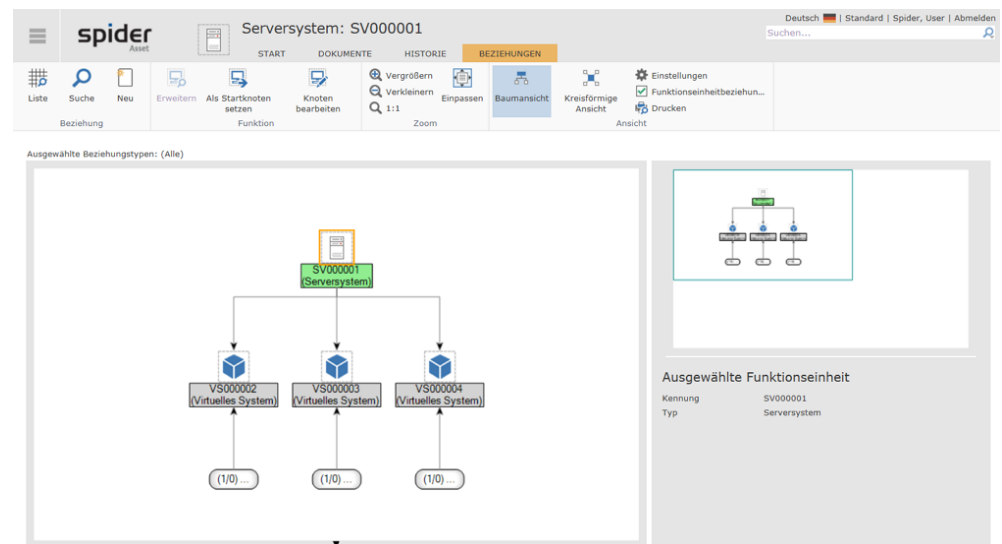 Deutsch | Standard | Spider, User | Abmelden
Suchen...
spider
Asset
Serversystem: SV000001
START DOKUMENTE HISTORIE BEZIEHUNGEN
Liste
Suche
Neu
Beziehung
Erweitern
Als Startknoten
setzen
Knoten
bearbeiten
Funktion
Vergrößern
Verkleinern
1:1
Einpassen
Zoom
Baumansicht
Kreisförmige
Ansicht
Einstellungen
Funktionseinheitbeziehun...
Drucken
Ansicht
Ausgewählte Beziehungstypen: (Alle)
SV000001
(Serversystem)
VS000002
(Virtuelles System)
VS000003
(Virtuelles System)
VS000004
(Virtuelles System)
(1/0) ...
(1/0) ...
(1/0) ...
Ausgewählte Funktionseinheit
Kennung SV000001
Typ Serversystem